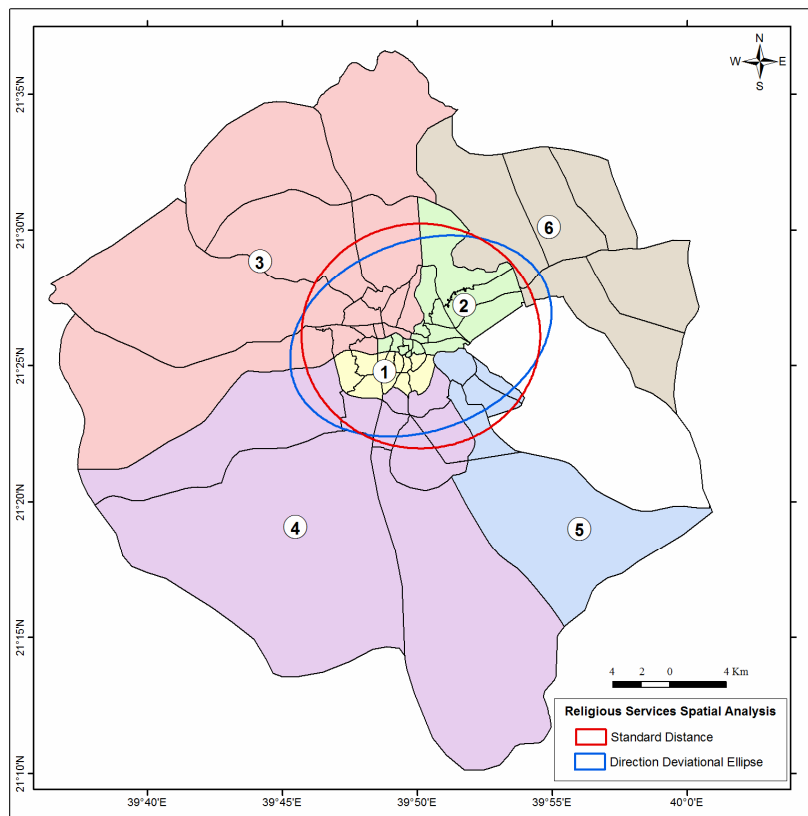 N
W E
S
21°35'N
21°30'N
21°25'N
21°20'N
21°15'N
21°10'N
6
3
2
1
4
5
4 2 0 4 Km
Religious Services Spatial Analysis
Standard Distance
Direction Deviational Ellipse
39°40'E 39°45'E 39°50'E 39°55'E 40°0'E